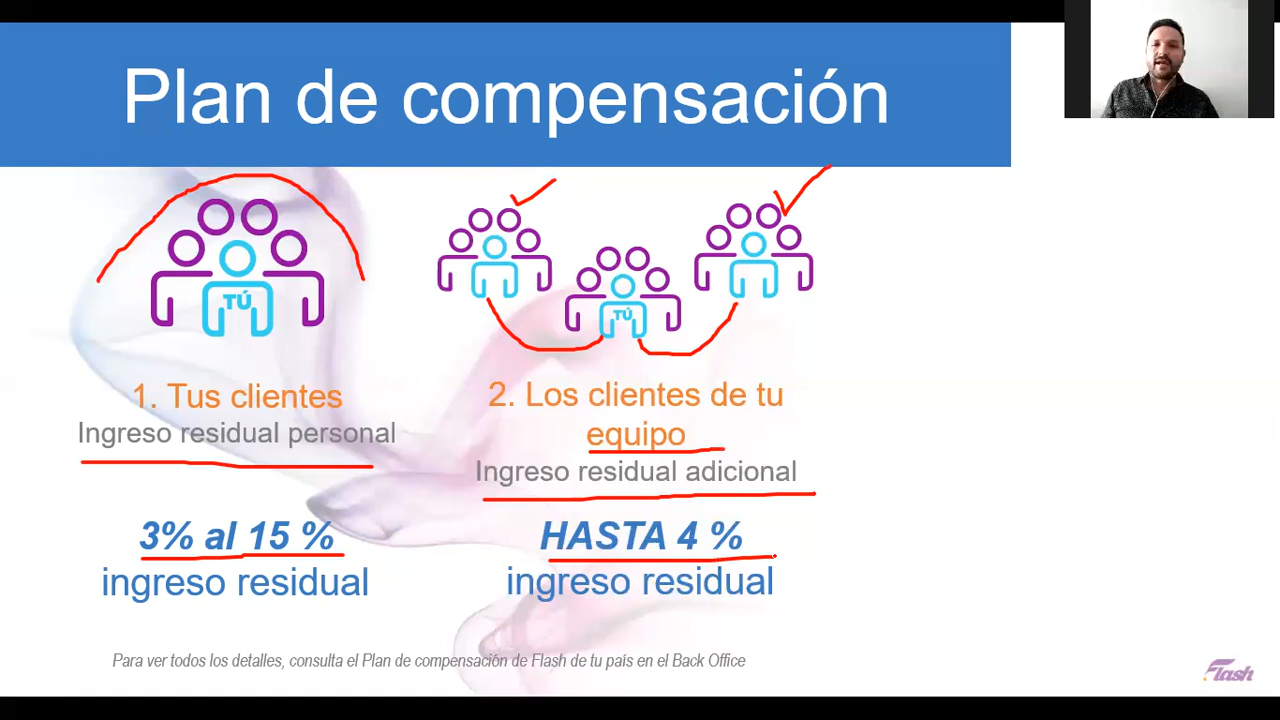 Plan de compensación
TÚ
TÚ
1. Tus clientes
Ingreso residual personal
3% al 15 %
ingreso residual
2. Los clientes de tu
equipo
Ingreso residual adicional
HASTA 4 %
ingreso residual
Para ver todos los detalles, consulta el Plan de compensación de Flash de tu país en el Back Office
Flash